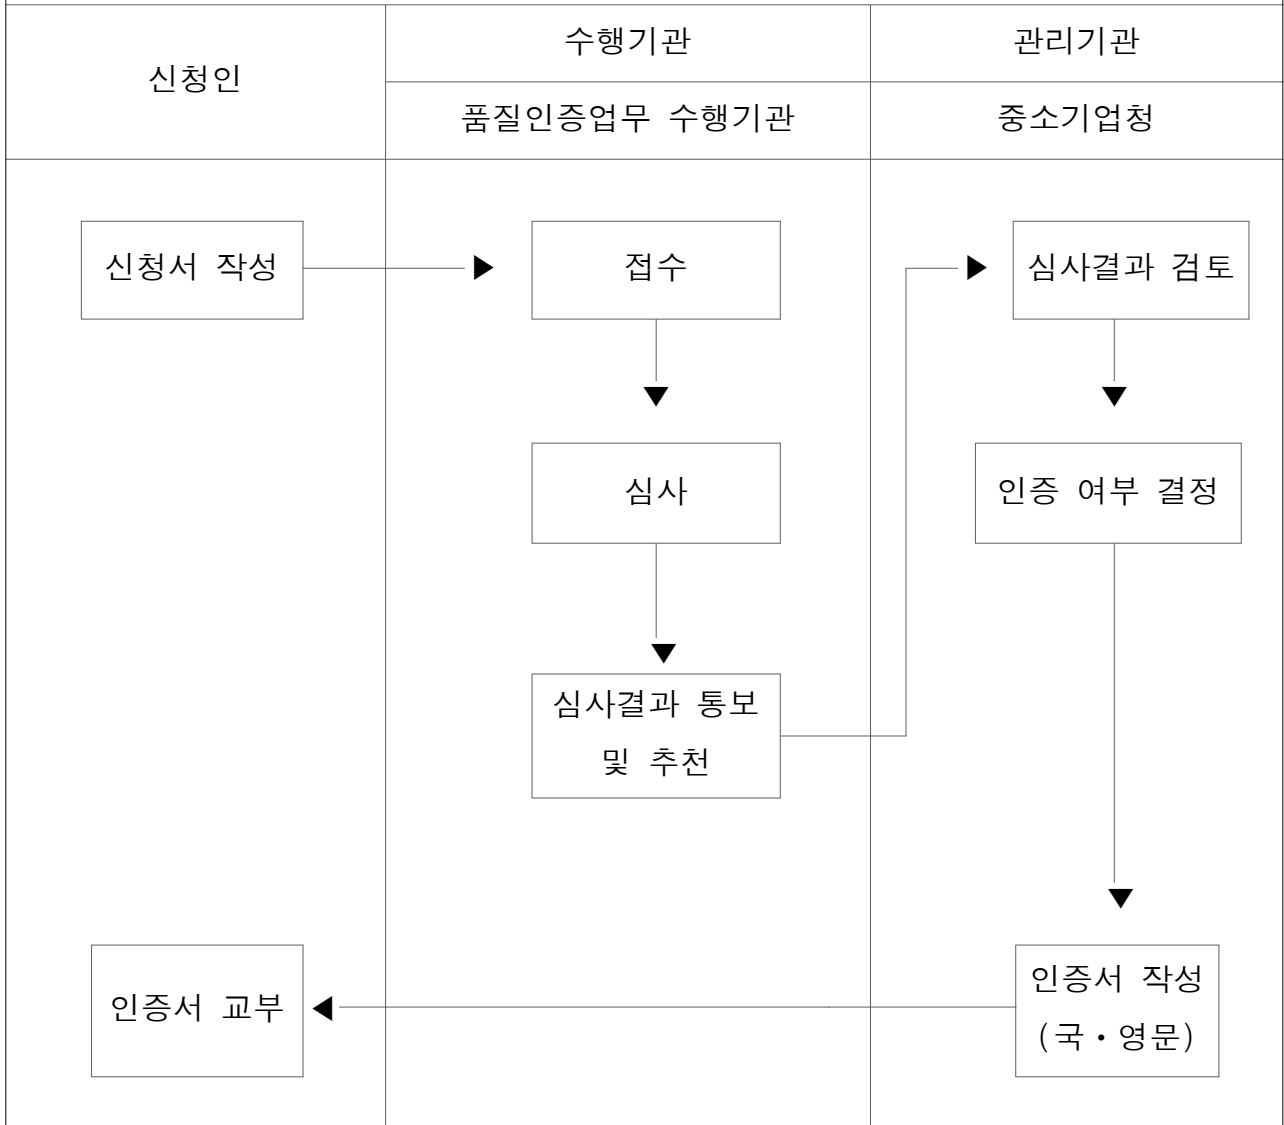 신청인
수행기관
관리기관
품질인증업무 수행기관
중소기업청
신청서 작성
접수
심사결과 검토
심사
인증 여부 결정
심사결과 통보
및 추천
인증서 교부
인증서 작성
(국・영문)